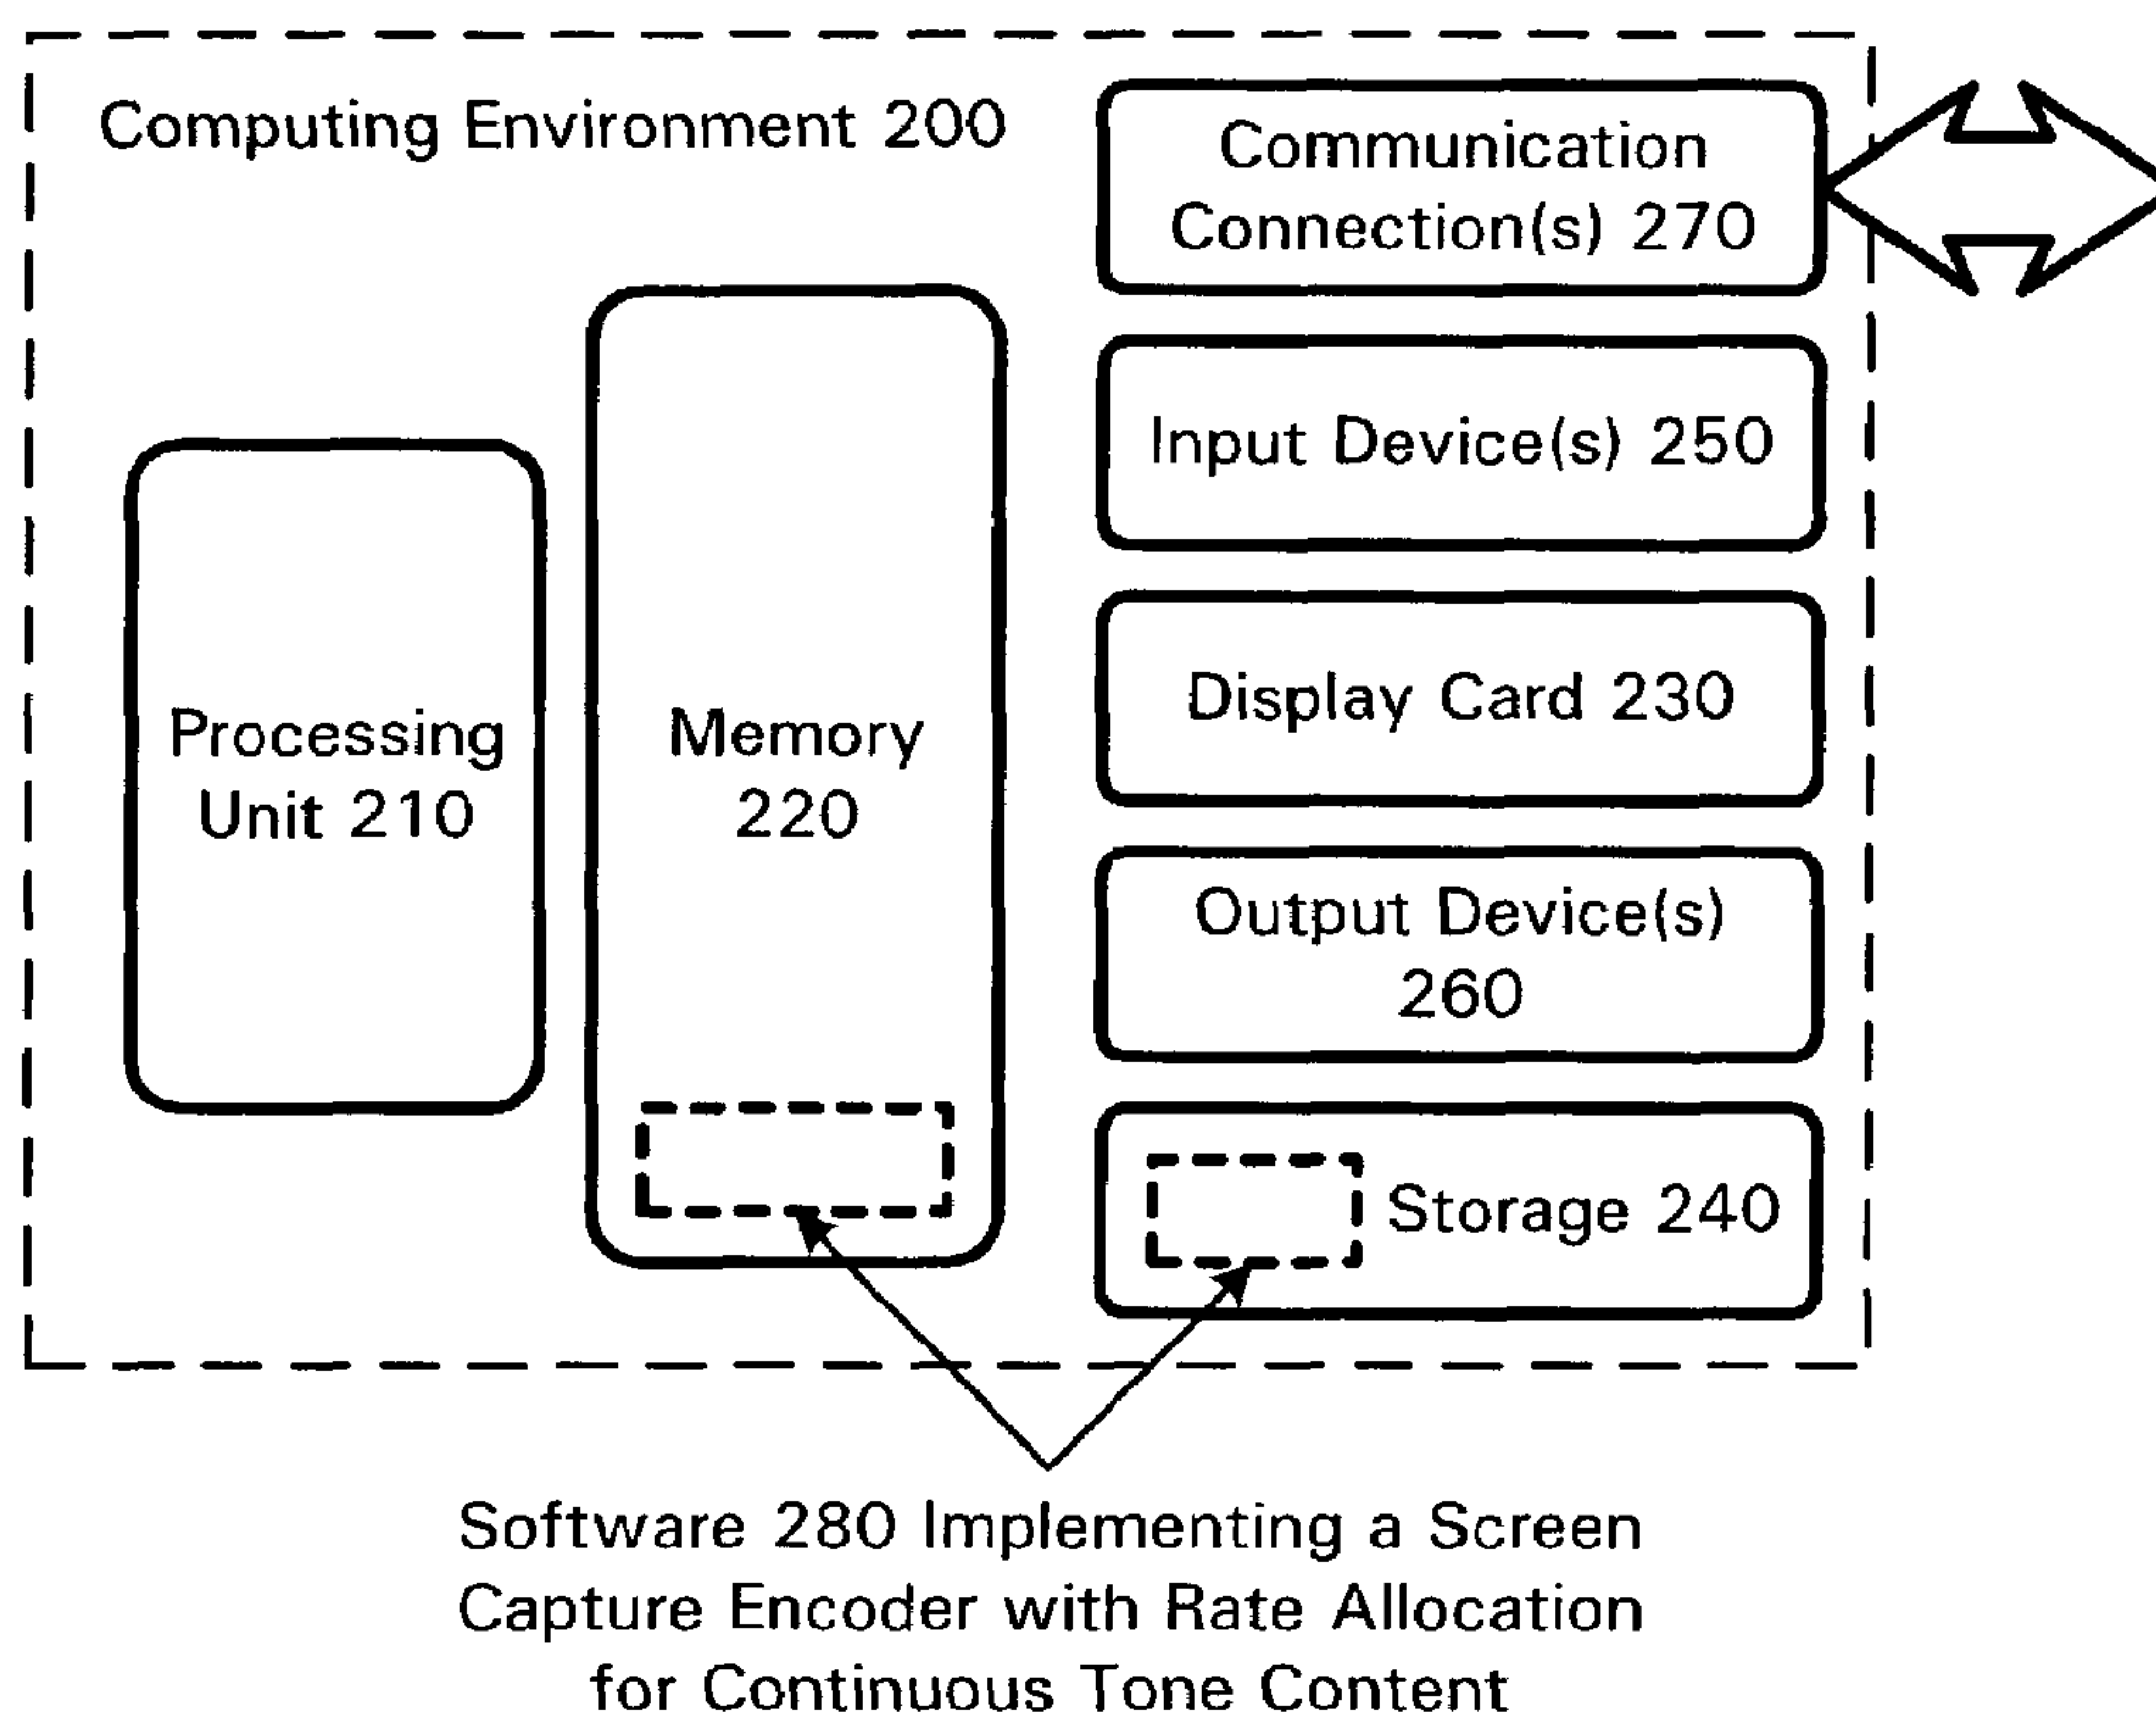 Computing Environment 200
Communication
Connection(s) 270
Input Device(s) 250
Display Card 230
Processing
Unit 210
Memory
220
Output Device(s)
260
Storage 240
Software 280 Implementing a Screen
Capture Encoder with Rate Allocation
for Continuous Tone Content